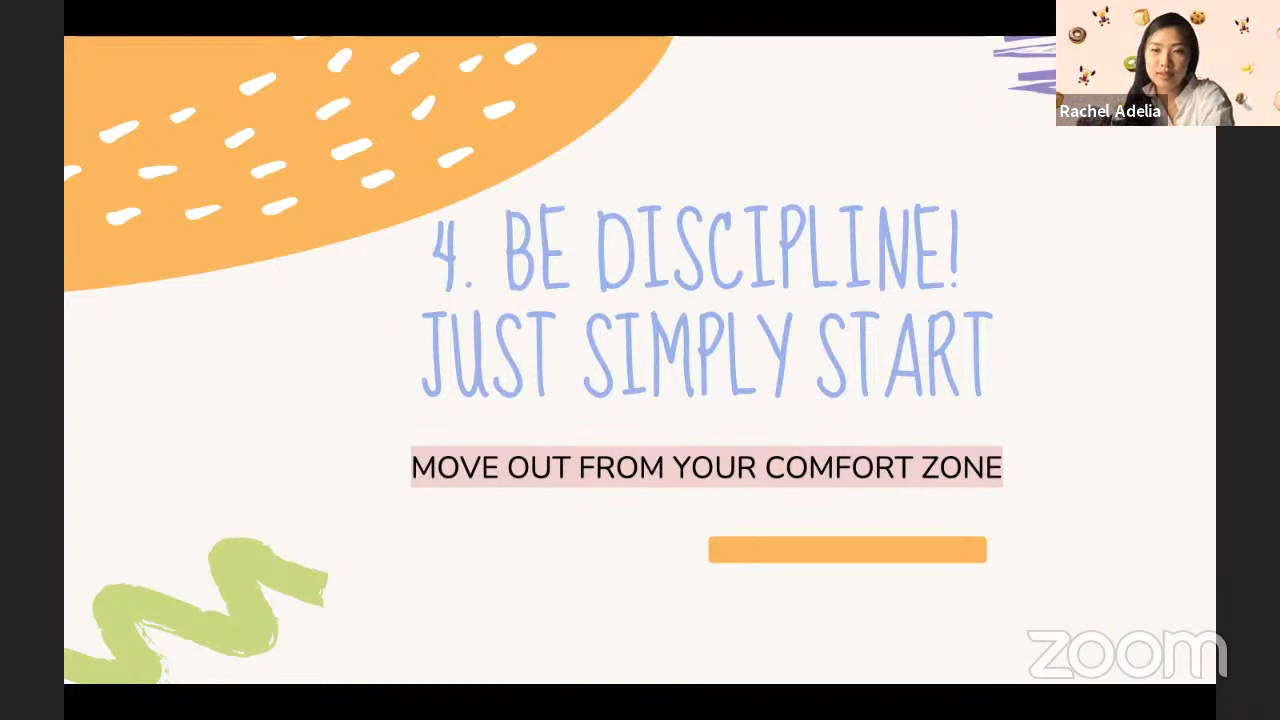 Rachel Adelia
4. BE DISCIPLINE!
JUST SIMPLY START
MOVE OUT FROM YOUR COMFORT ZONE
zoom